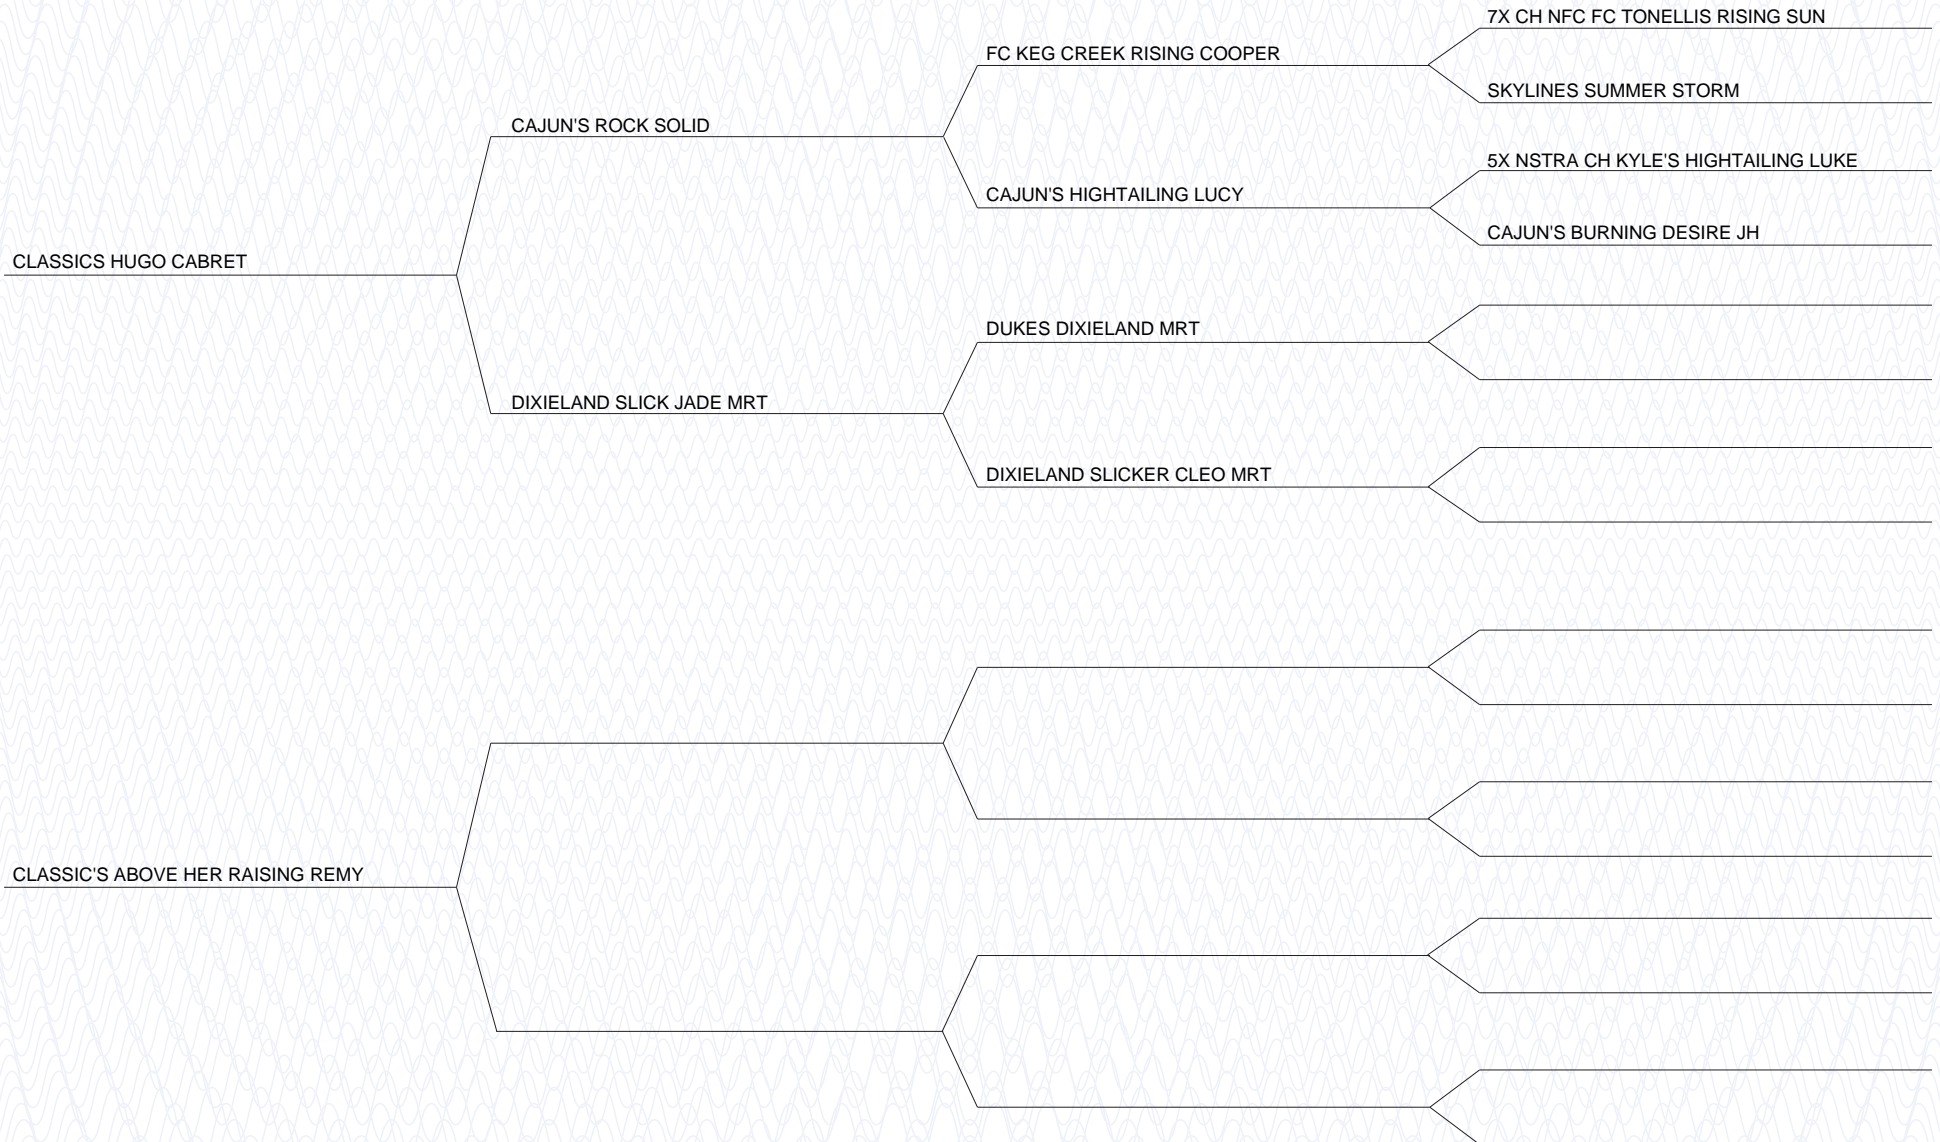 7X CH NFC FC TONELLIS RISING SUN
FC KEG CREEK RISING COOPER
SKYLINES SUMMER STORM
CAJUN'S ROCK SOLID
5X NSTRA CH KYLE'S HIGHTAILING LUKE
CAJUN'S HIGHTAILING LUCY
CAJUN'S BURNING DESIRE JH
CLASSICS HUGO CABRET
DUKES DIXIELAND MRT
DIXIELAND SLICK JADE MRT
DIXIELAND SLICKER CLEO MRT
CLASSIC'S ABOVE HER RAISING REMY